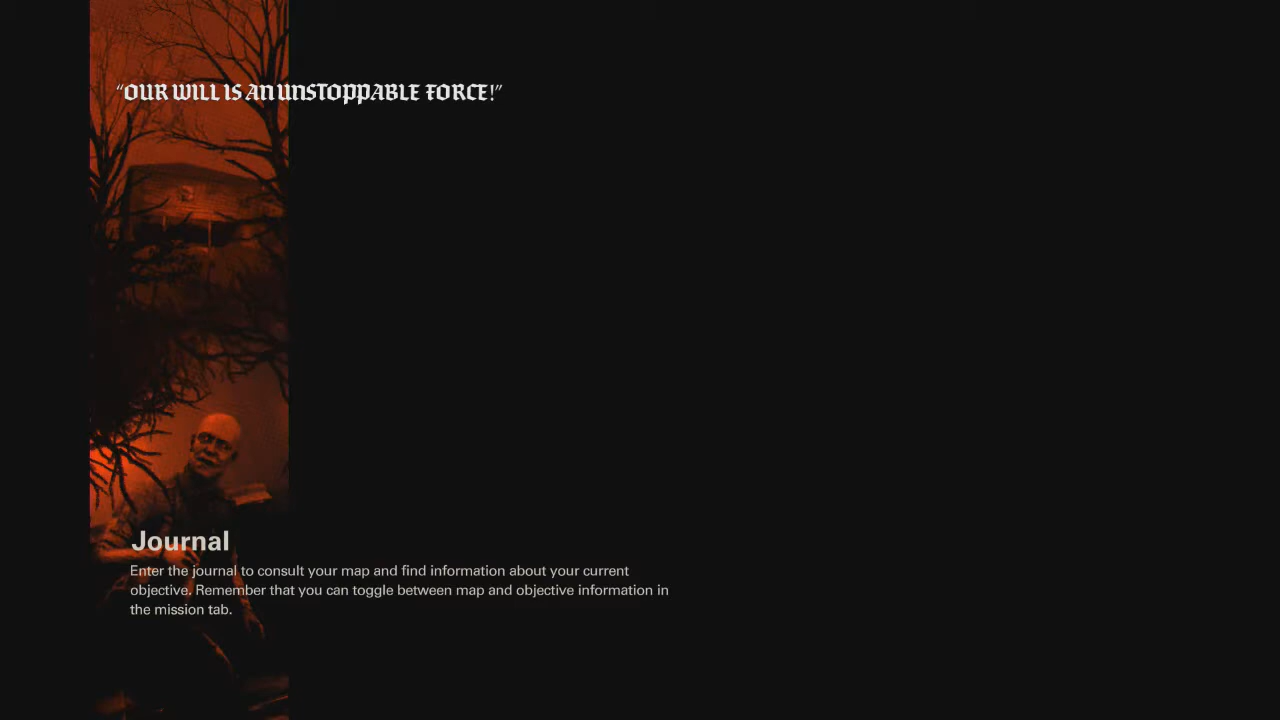 “OUR WILL IS AN UNSTOPPABLE FORCE!”
Journal
Enter the journal to consult your map and find information about your current
objective. Remember that you can toggle between map and objective information in
the mission tab.